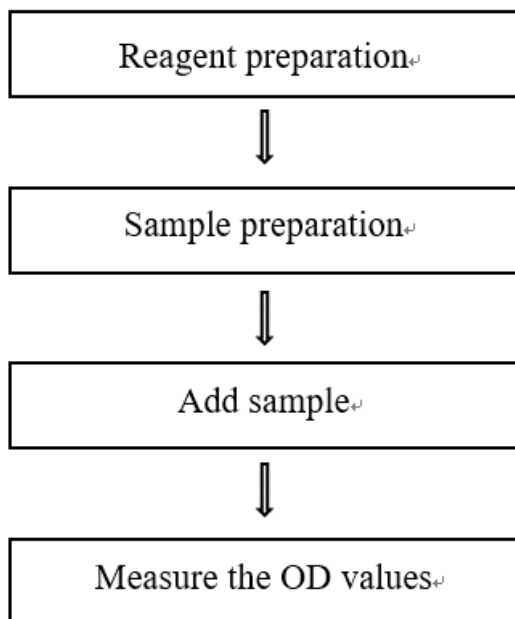 Reagent preparation
Sample preparation
Add sample
Measure the OD values